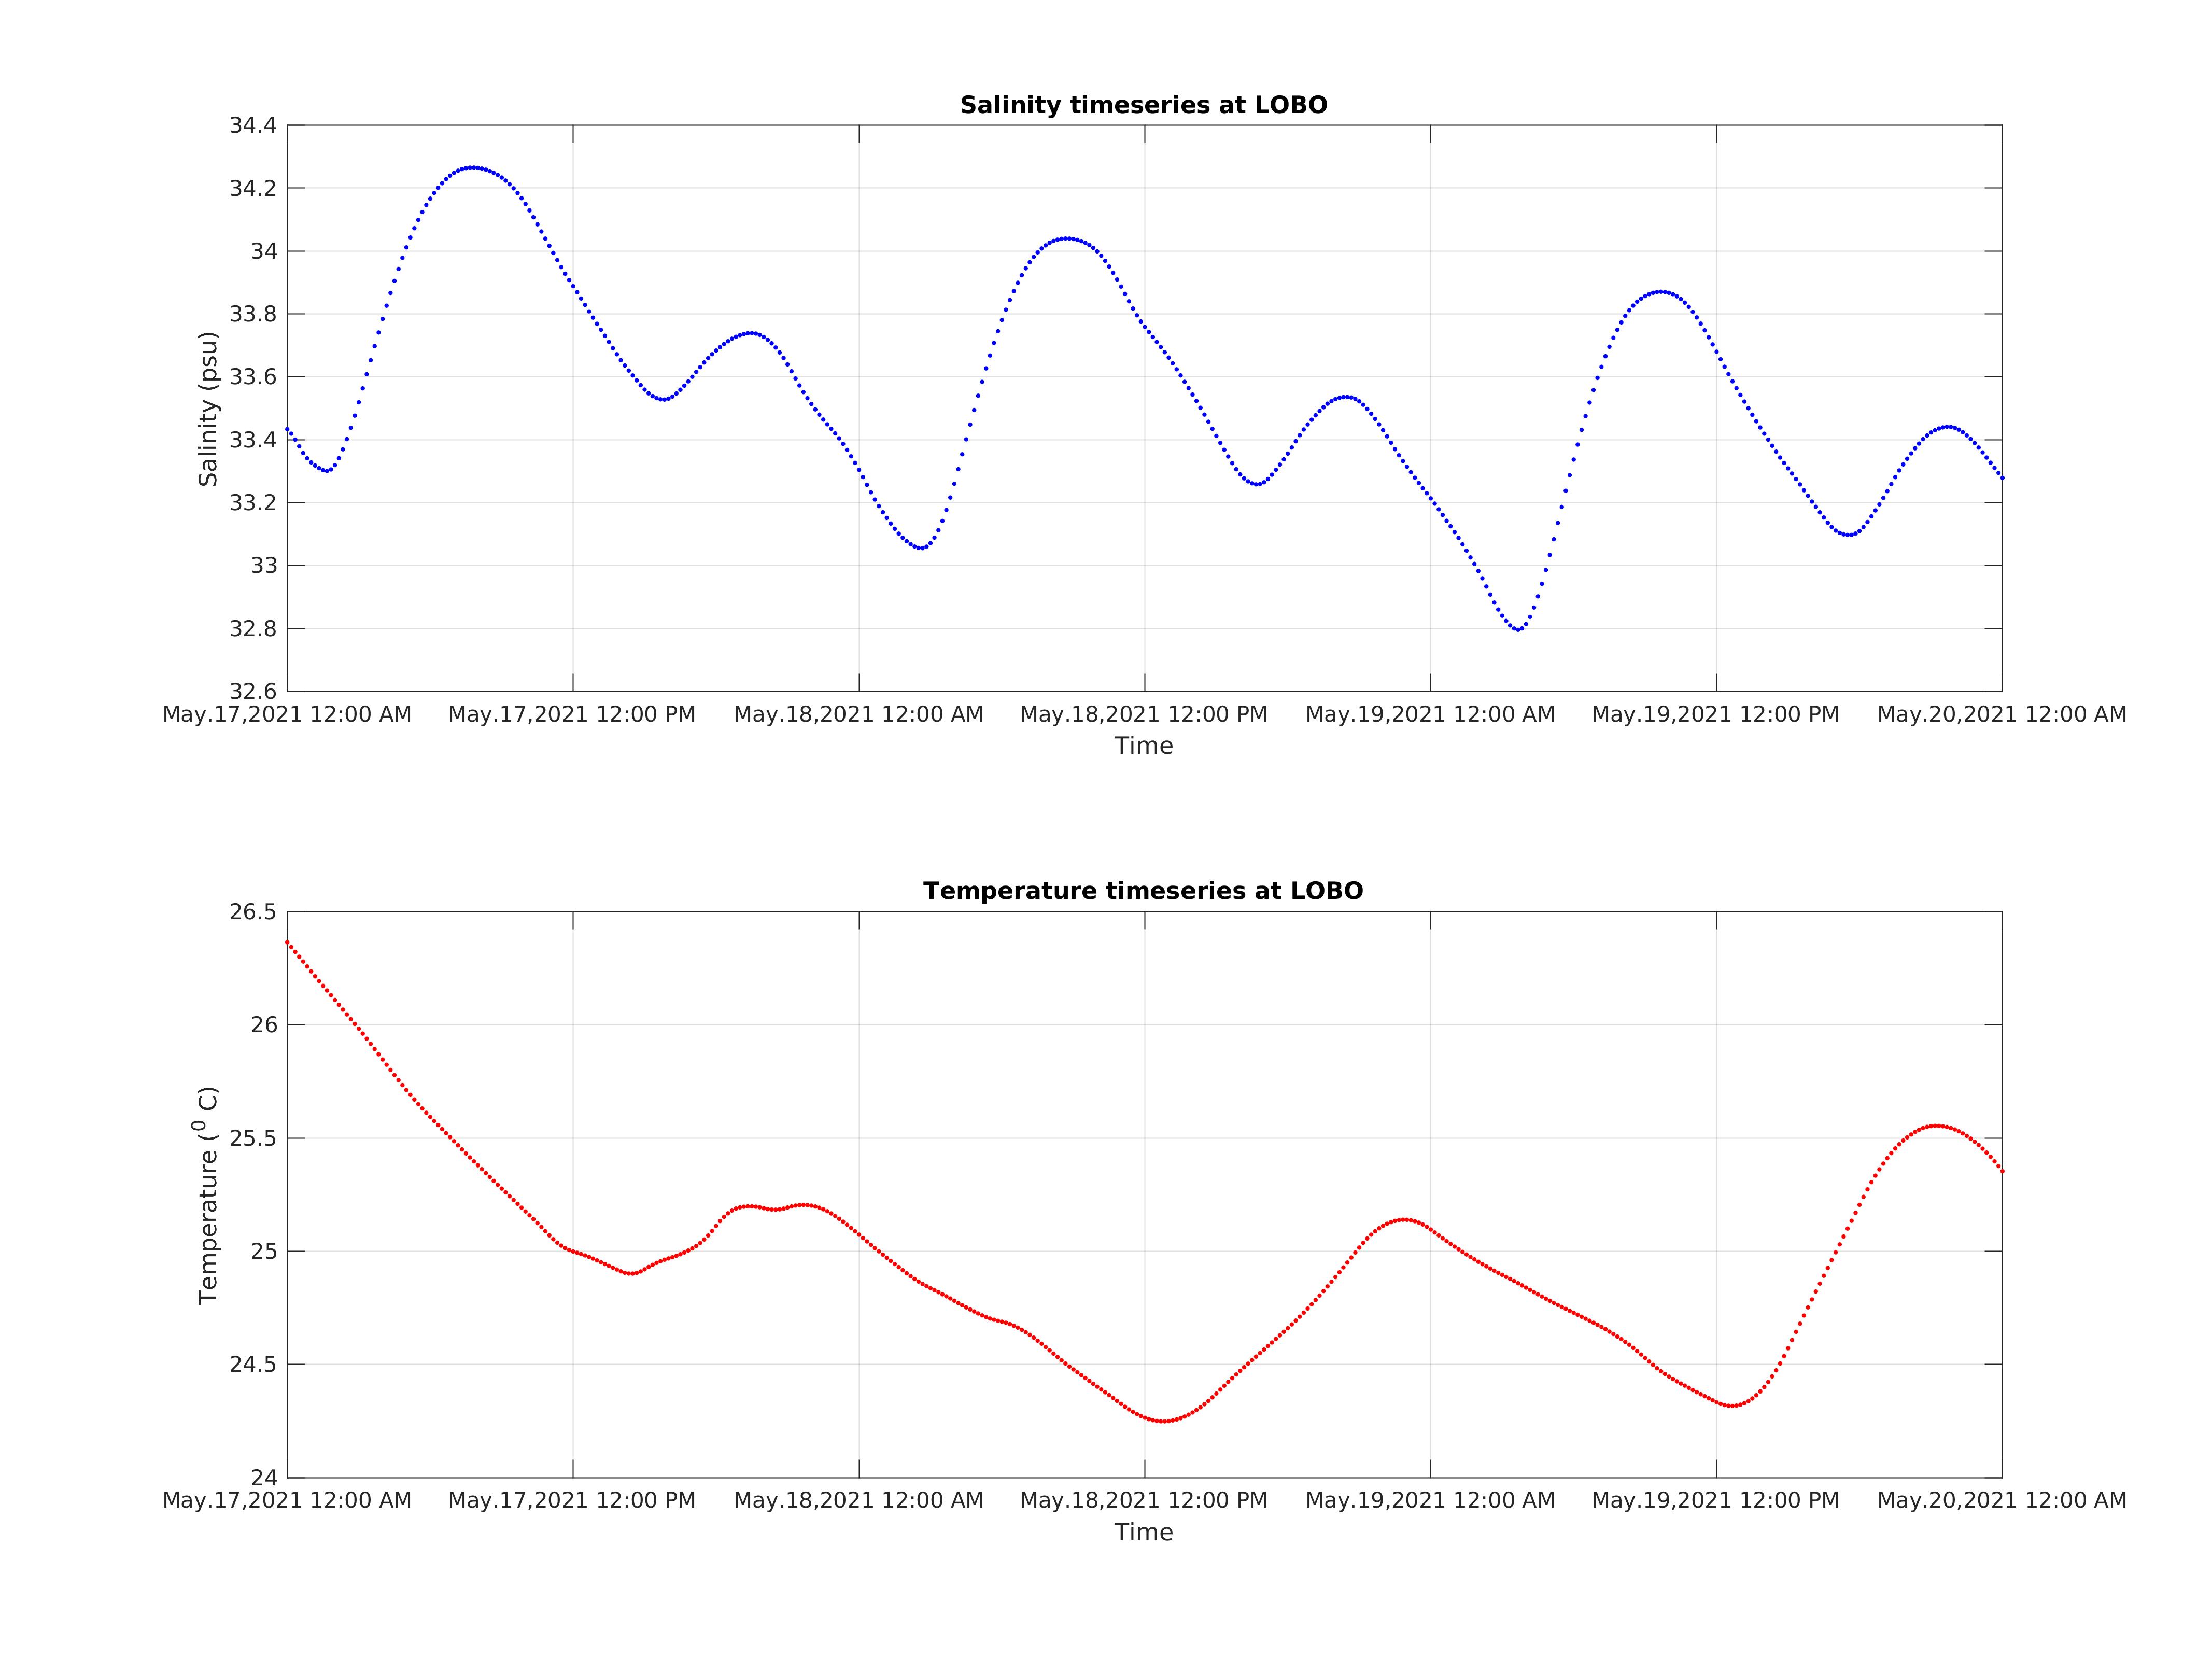 Salinity timeseries at LOBO
34.4
34.2
34
33.8
33.6
33.4
33.2
33
32.8
32.6
Salinity (psu)
May.17,2021 12:00 AM May.17,2021 12:00 PM May.18,2021 12:00 AM May.18,2021 12:00 PM May.19,2021 12:00 AM May.19,2021 12:00 PM May.20,2021 12:00 AM
Time
Temperature timeseries at LOBO
26.5
26
25.5
25
24.5
24
Temperature (⁰ C)
May.17,2021 12:00 AM May.17,2021 12:00 PM May.18,2021 12:00 AM May.18,2021 12:00 PM May.19,2021 12:00 AM May.19,2021 12:00 PM May.20,2021 12:00 AM
Time